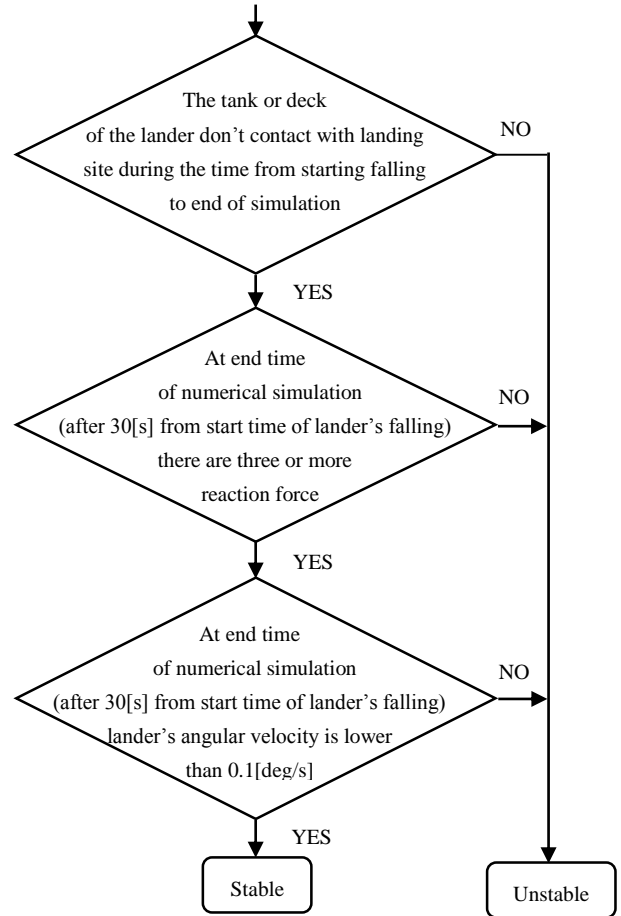 The tank or deck
of the lander don't contact with landing
site during the time from starting falling
to end of simulation
NO
YES
At end time
of numerical simulation
(after 30[s] from start time of lander's falling)
there are three or more
reaction force
NO
YES
At end time
of numerical simulation
(after 30[s] from start time of lander's falling)
lander's angular velocity is lower
than 0.1[deg/s]
NO
YES
Stable
Unstable